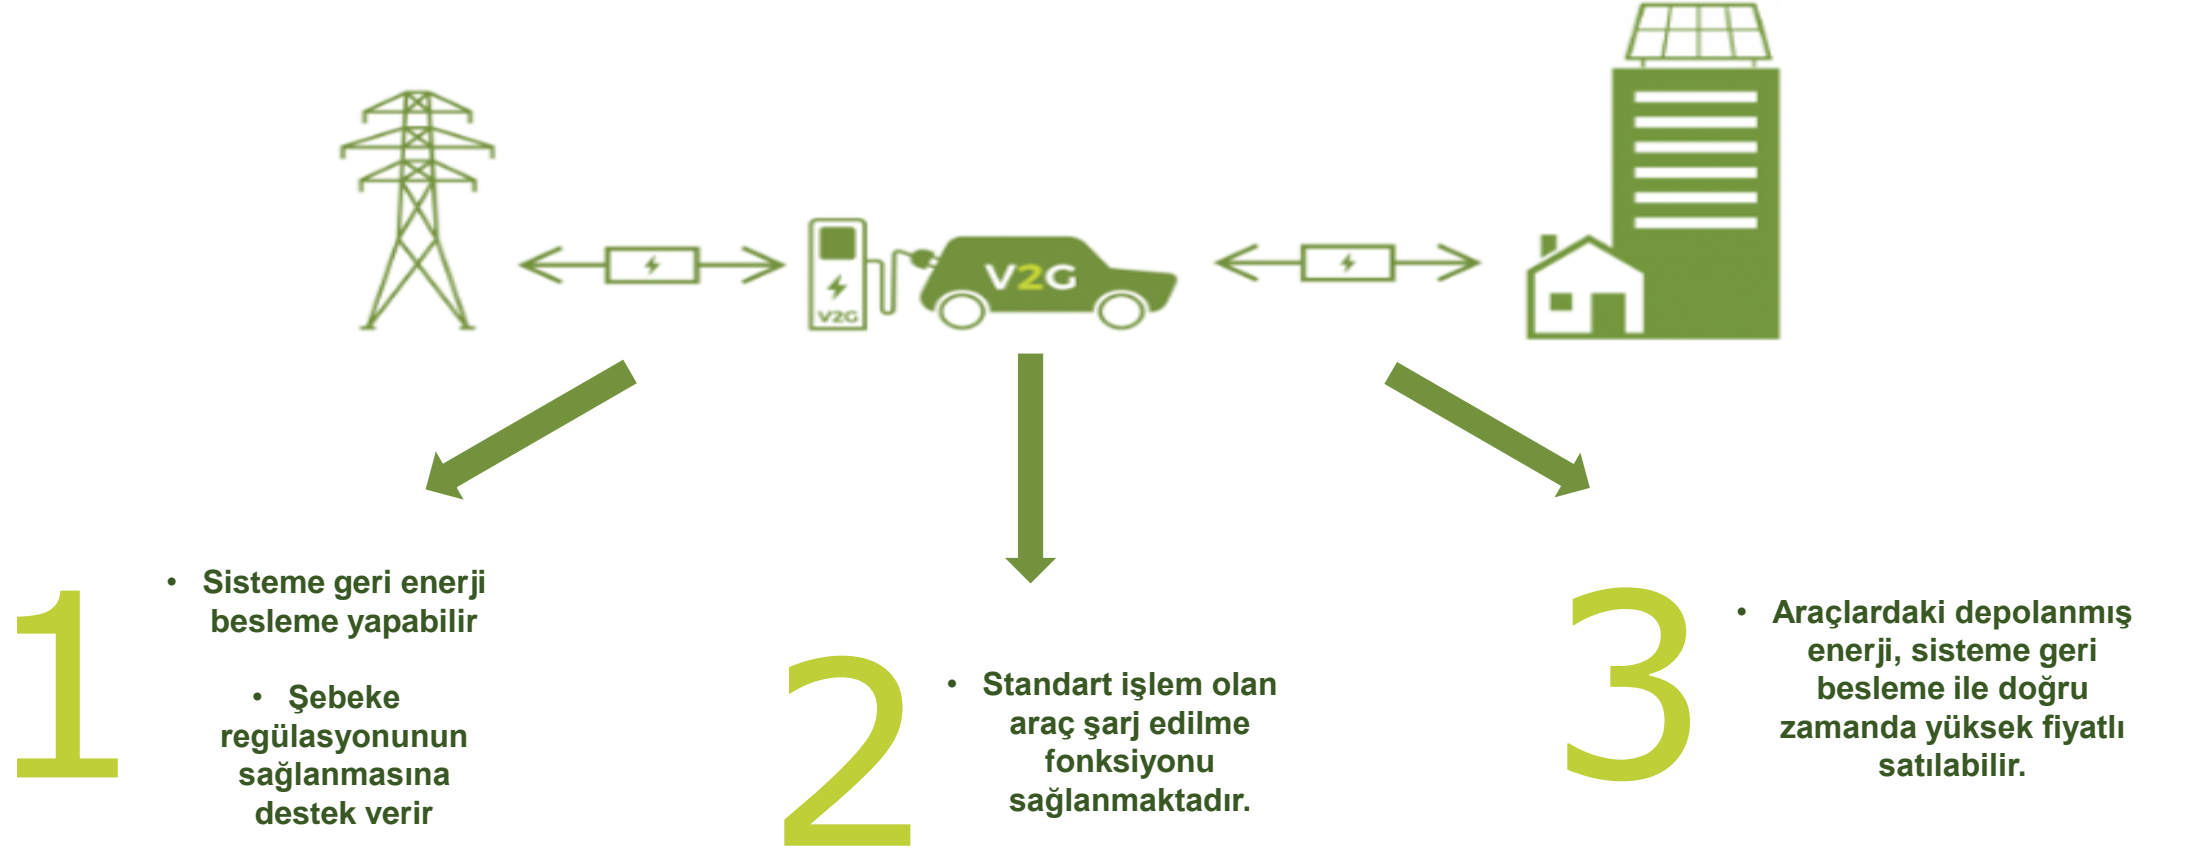 V2G
V2G
1
• Sisteme geri enerji
besleme yapabilir
• Şebeke
regülasyonunun
sağlanmasına
destek verir
2
• Standart işlem olan
araç şarj edilme
fonksiyonu
sağlanmaktadır.
3
• Araçlardaki depolanmış
enerji, sisteme geri
besleme ile doğru
zamanda yüksek fiyatlı
satılabilir.